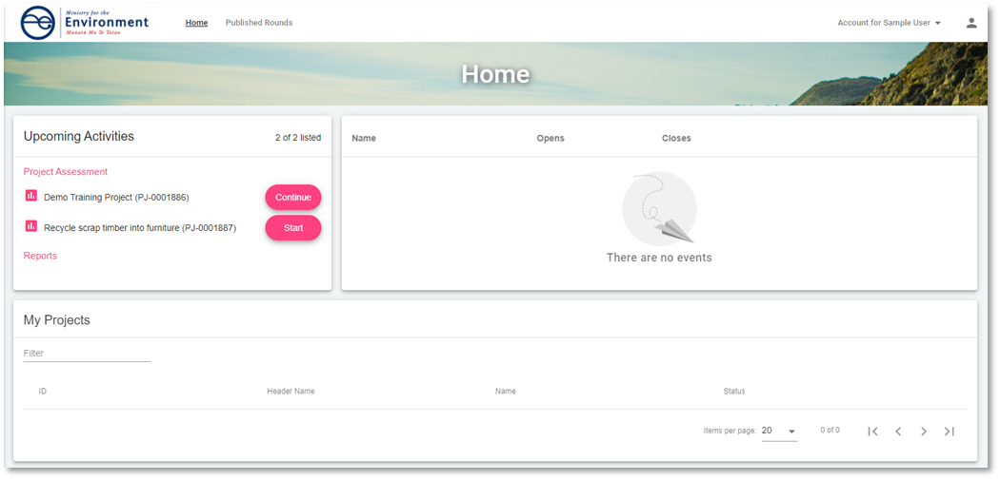 Ministry for the
Environment
Manatū Mō Te Taiao
Home
Published Rounds
Account for Sample User
Home
Upcoming Activities
2 of 2 listed
Project Assessment
Demo Training Project (PJ-0001886)
Continue
Recycle scrap timber into furniture (PJ-0001887)
Start
Reports
Name Opens Closes
There are no events
My Projects
Filter
ID Header Name Name Status
Items per page: 20 0 of 0